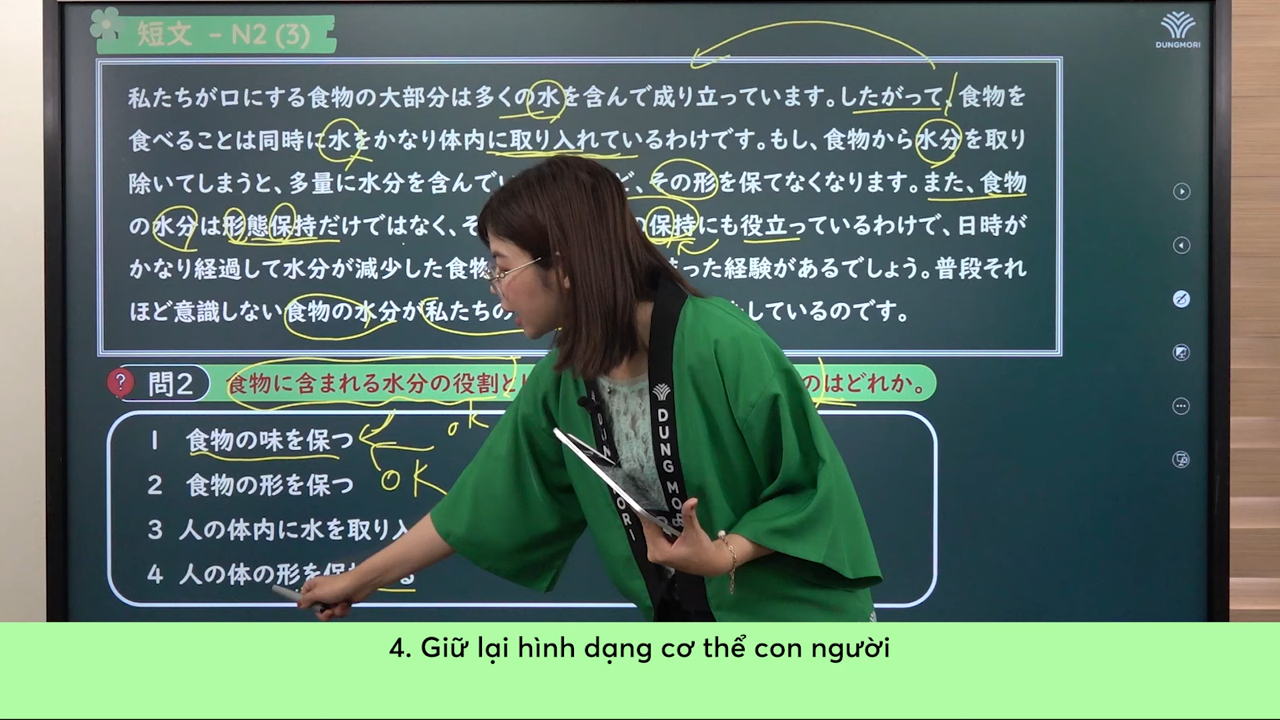 短文 - N2 (3)
DUNGMORI
私たちが口にする食物の大部分は多くの水を含んで成り立っています。したがって、食物を
食べることは同時に水をかなり体内に取り入れているわけです。もし、食物から水分を取り
除いてしまうと、多量に水分を含んでい ど、その形を保てなくなります。また、食物
の水分は形態保持だけではなく、そ の保持にも役立っているわけで、日時が
かなり経過して水分が減少した食物 まった経験があるでしょう。普段それ
ほど意識しない食物の水分が私たちの しているのです。
? 問2 食物に含まれる水分の役割と のはどれか。
ok
1 食物の味を保つ
2 食物の形を保つ OK
3 人の体内に水を取り入
4 人の体の形を保 る
DUNG MORI
4. Giữ lại hình dạng cơ thể con người